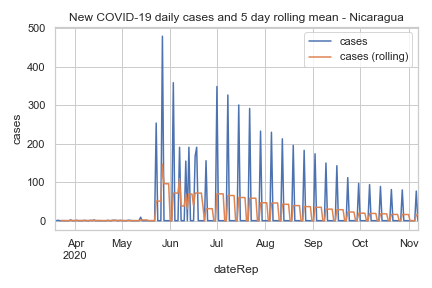 New COVID-19 daily cases and 5 day rolling mean - Nicaragua
cases
cases (rolling)
500
400
300
200
100
0
cases
Apr May Jun Jul Aug Sep Oct Nov
2020
dateRep